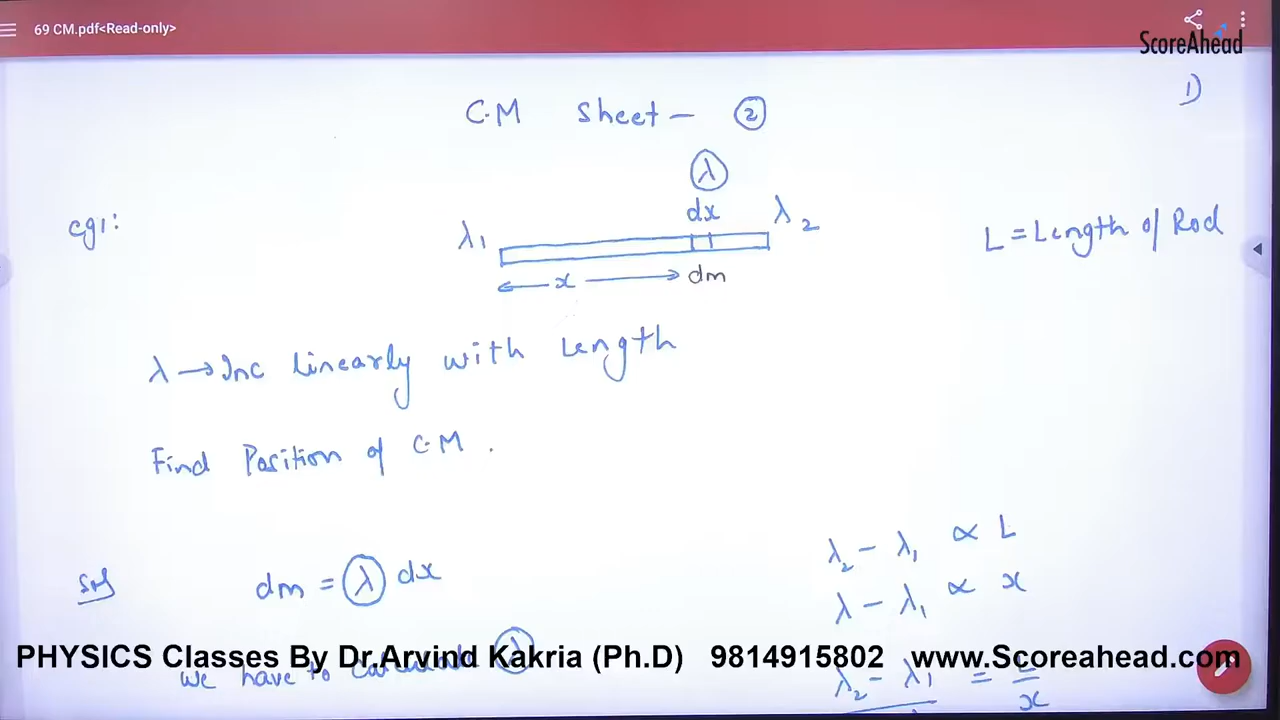 69 CM.pdf<Read-only>
ScoreAhead
1)
C.M Sheet - ②
eg1:
λ
dx
λ1
λ2
x
dm
L = Length of Rod
λ → Inc linearly with Length
Find Position of C.M.
Sol
dm = λ dx
λ2 - λ1 ∝ L
λ - λ1 ∝ x
we have to calculate λ
PHYSICS Classes By Dr.Arvind Kakria (Ph.D) 9814915802 www.Scoreahead.com
λ2 - λ1 = L
x